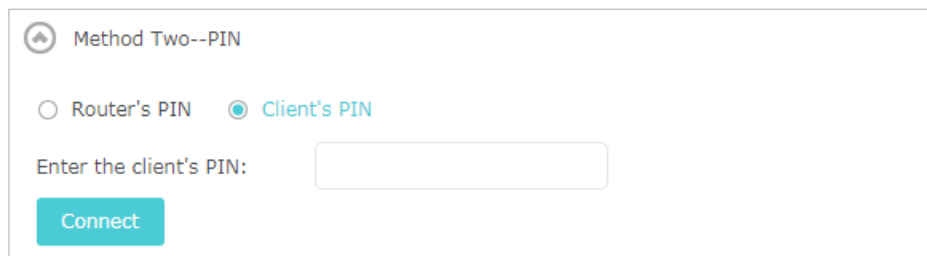 Method Two--PIN
Router's PIN Client's PIN
Enter the client's PIN:
Connect